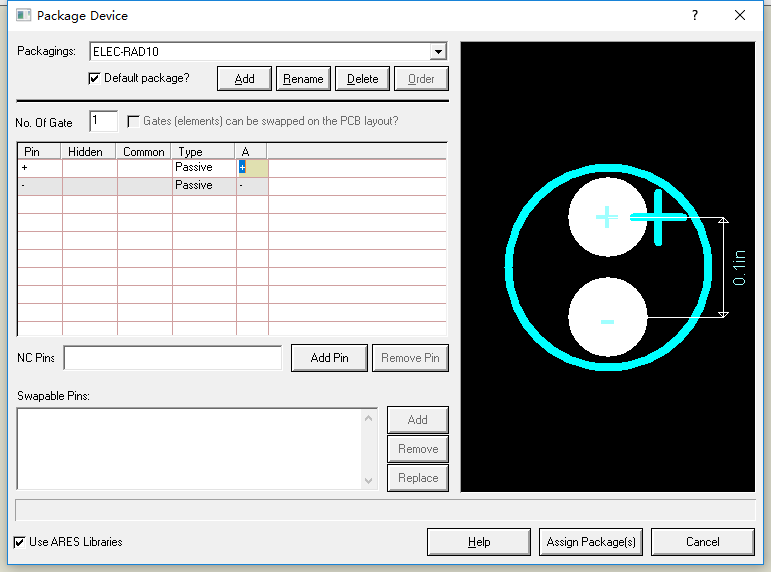 Package Device
?
Packagings:
ELEC-RAD10
Default package?
Add
Rename
Delete
Order
No. Of Gate
1
Gates (elements) can be swapped on the PCB layout?
Pin Hidden Common Type A
+ Passive +
- Passive -
NC Pins
Add Pin
Remove Pin
Swapable Pins:
Add
Remove
Replace
+
+
-
0.1in
Use ARES Libraries
Help
Assign Package(s)
Cancel